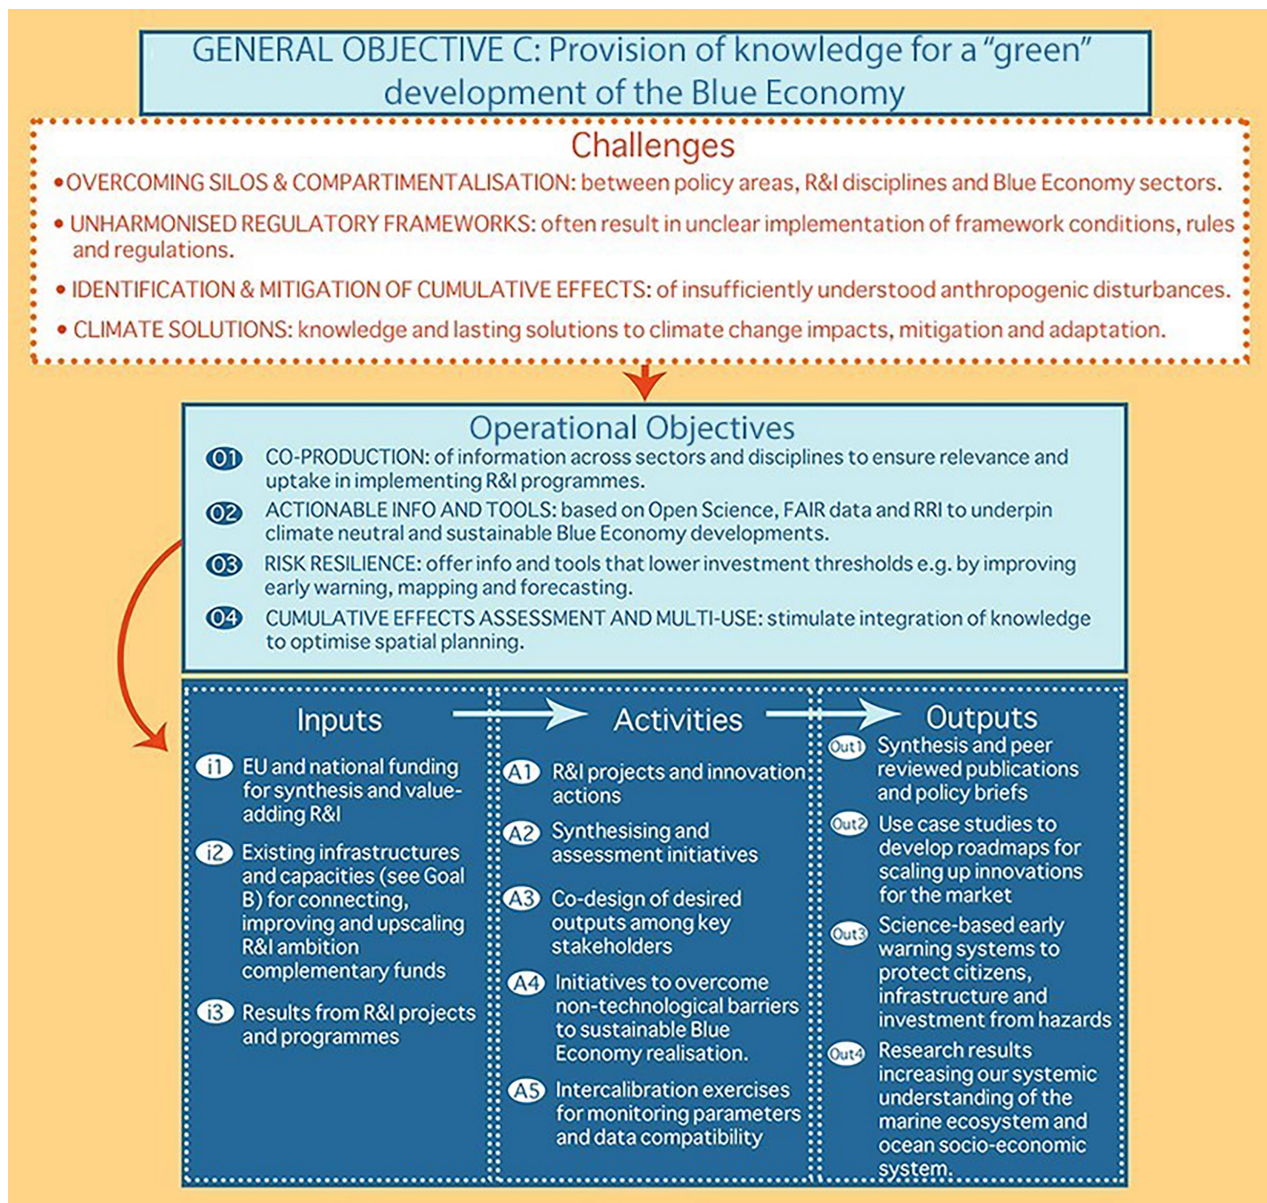 GENERAL OBJECTIVE C: Provision of knowledge for a “green”
development of the Blue Economy
Challenges
•OVERCOMING SILOS & COMPARTIMENTALISATION: between policy areas, R&I disciplines and Blue Economy sectors.
• UNHARMONISED REGULATORY FRAMEWORKS: often result in unclear implementation of framework conditions, rules
and regulations.
• IDENTIFICATION & MITIGATION OF CUMULATIVE EFFECTS: of insufficiently understood anthropogenic disturbances.
• CLIMATE SOLUTIONS: knowledge and lasting solutions to climate change impacts, mitigation and adaptation.
Operational Objectives
O1 CO-PRODUCTION: of information across sectors and disciplines to ensure relevance and
uptake in implementing R&I programmes.
O2 ACTIONABLE INFO AND TOOLS: based on Open Science, FAIR data and RRI to underpin
climate neutral and sustainable Blue Economy developments.
O3 RISK RESILIENCE: offer info and tools that lower investment thresholds e.g. by improving
early warning, mapping and forecasting.
O4 CUMULATIVE EFFECTS ASSESSMENT AND MULTI-USE: stimulate integration of knowledge
to optimise spatial planning.
Inputs
i1 EU and national funding
for synthesis and value-
adding R&I
i2 Existing infrastructures
and capacities (see Goal
B) for connecting,
improving and upscaling
R&I ambition
complementary funds
i3 Results from R&I projects
and programmes
Activities
A1 R&I projects and innovation
actions
A2 Synthesising and
assessment initiatives
A3 Co-design of desired
outputs among key
stakeholders
A4 Initiatives to overcome
non-technological barriers
to sustainable Blue
Economy realisation.
A5 Intercalibration exercises
for monitoring parameters
and data compatibility
Outputs
Out1 Synthesis and peer
reviewed publications
and policy briefs
Out2 Use case studies to
develop roadmaps for
scaling up innovations
for the market
Out3 Science-based early
warning systems to
protect citizens,
infrastructure and
investment from hazards
Out4 Research results
increasing our systemic
understanding of the
marine ecosystem and
ocean socio-economic
system.